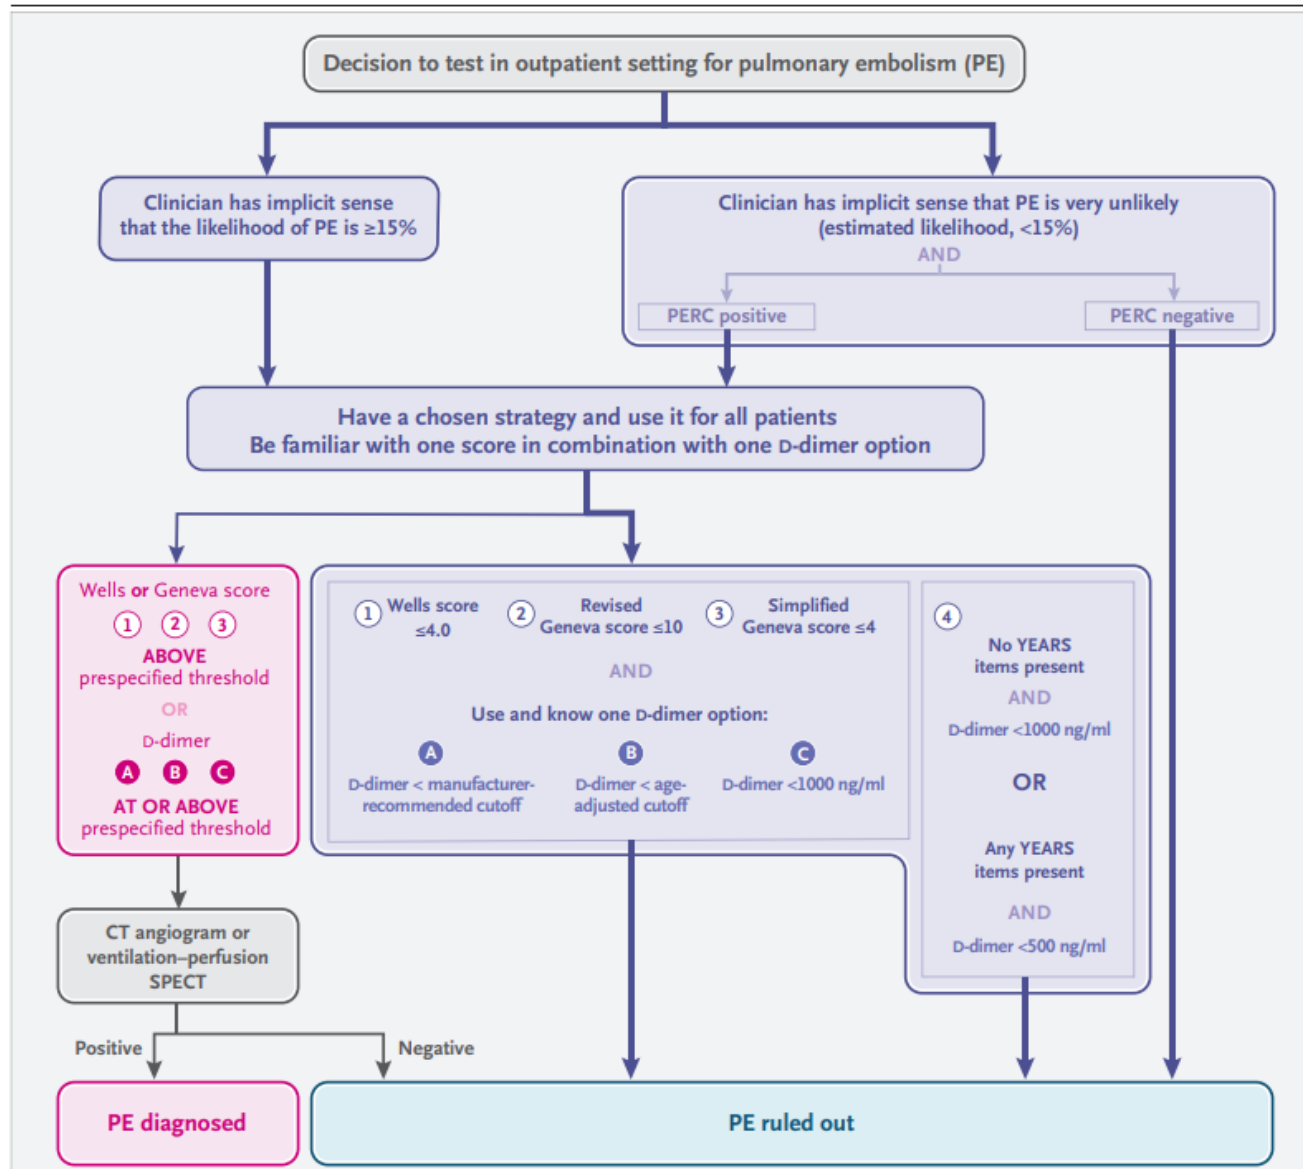 Decision to test in outpatient setting for pulmonary embolism (PE)
Clinician has implicit sense
that the likelihood of PE is ≥15%
Clinician has implicit sense that PE is very unlikely
(estimated likelihood, <15%)
AND
PERC positive
PERC negative
Have a chosen strategy and use it for all patients
Be familiar with one score in combination with one D-dimer option
Wells or Geneva score
1 2 3
ABOVE
prespecified threshold
OR
D-dimer
A B C
AT OR ABOVE
prespecified threshold
1 Wells score
≤4.0
2 Revised
Geneva score ≤10
3 Simplified
Geneva score ≤4
AND
Use and know one D-dimer option:
A
D-dimer < manufacturer-
recommended cutoff
B
D-dimer < age-
adjusted cutoff
C
D-dimer <1000 ng/ml
4
No YEARS
items present
AND
D-dimer <1000 ng/ml
OR
Any YEARS
items present
AND
D-dimer <500 ng/ml
CT angiogram or
ventilation–perfusion
SPECT
Positive
Negative
PE diagnosed
PE ruled out